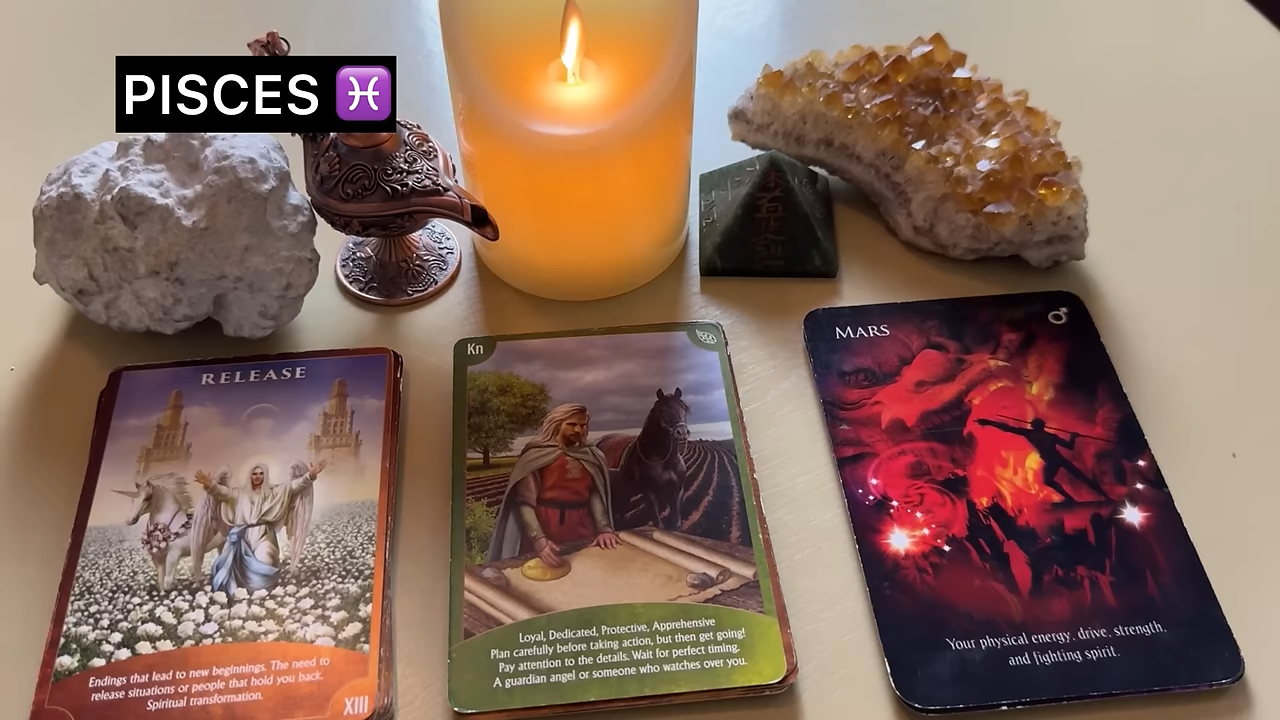 PISCES ♓
RELEASE
Endings that lead to new beginnings. The need to
release situations or people that hold you back.
Spiritual transformation.
XIII
Kn
Loyal, Dedicated, Protective, Apprehensive
Plan carefully before taking action, but then get going!
Pay attention to the details. Wait for perfect timing.
A guardian angel or someone who watches over you.
MARS
♂
Your physical energy, drive, strength,
and fighting spirit.